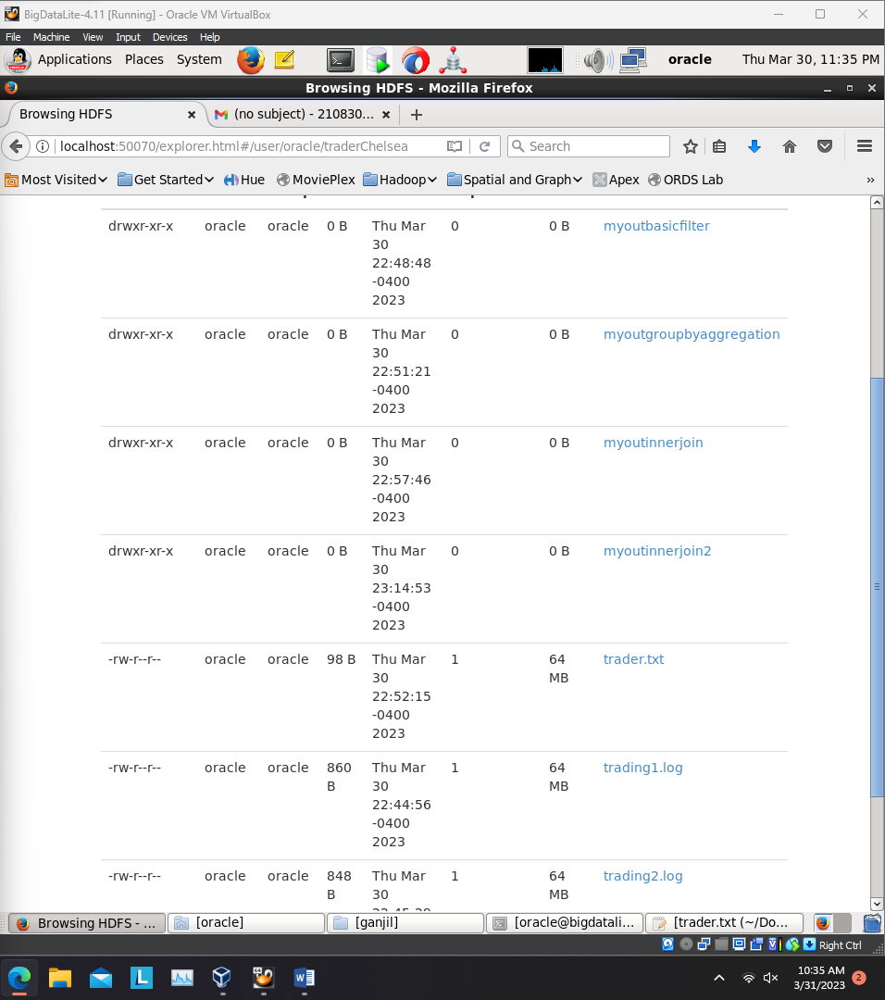 BigDataLite-4.11 [Running] - Oracle VM VirtualBox
File Machine View Input Devices Help
Applications Places System oracle Thu Mar 30, 11:35 PM
Browsing HDFS - Mozilla Firefox
Browsing HDFS (no subject) - 210830...
localhost:50070/explorer.html#/user/oracle/traderChelsea Search
Most Visited Get Started Hue MoviePlex Hadoop Spatial and Graph Apex ORDS Lab »
drwxr-xr-x oracle oracle 0 B Thu Mar 0 0 B myoutbasicfilter
30
22:48:48
-0400
2023
drwxr-xr-x oracle oracle 0 B Thu Mar 0 0 B myoutgroupbyaggregation
30
22:51:21
-0400
2023
drwxr-xr-x oracle oracle 0 B Thu Mar 0 0 B myoutinnerjoin
30
22:57:46
-0400
2023
drwxr-xr-x oracle oracle 0 B Thu Mar 0 0 B myoutinnerjoin2
30
23:14:53
-0400
2023
-rw-r--r-- oracle oracle 98 B Thu Mar 1 64 trader.txt
30 MB
22:52:15
-0400
2023
-rw-r--r-- oracle oracle 860 Thu Mar 1 64 trading1.log
B 30 MB
22:44:56
-0400
2023
-rw-r--r-- oracle oracle 848 Thu Mar 1 64 trading2.log
B 30 MB
Browsing HDFS - ... [oracle] [ganjil] [oracle@bigdatali... [trader.txt (~/Do...
Right Ctrl
10:35 AM
3/31/2023 2